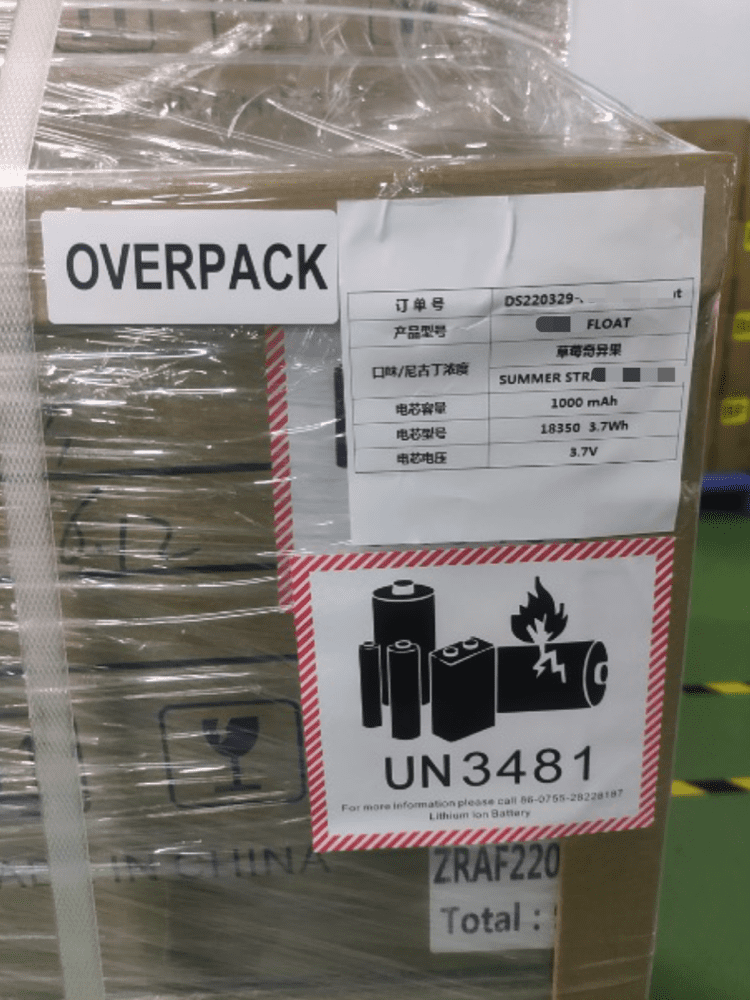 OVERPACK
订单号 DS220329- t
产品型号 FLOAT
口味/尼古丁浓度 草莓奇异果
SUMMER STRA
电芯容量 1000 mAh
电芯型号 18350 3.7Wh
电芯电压 3.7V
UN3481
For more information please call 86-0755-28228187
Lithium Ion Battery
IN CHINA
ZRAF220
Total :